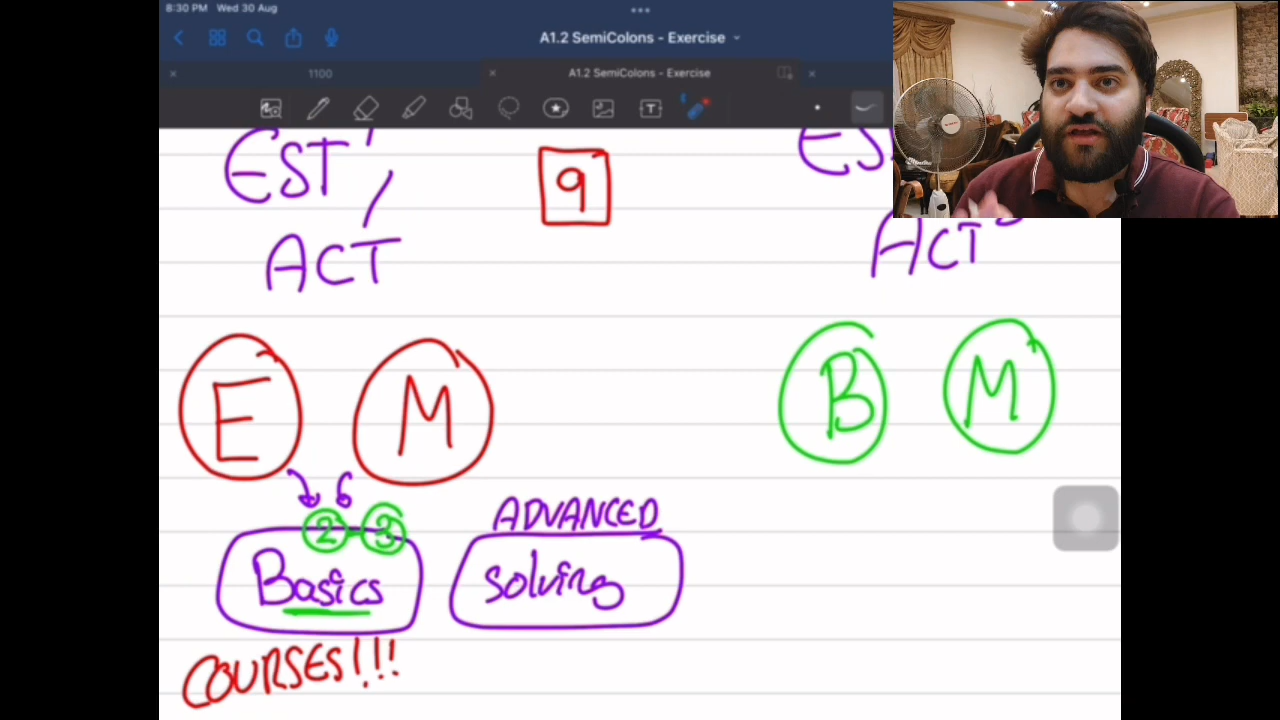 8:30 PM Wed 30 Aug
A1.2 SemiColons - Exercise
1100
A1.2 SemiColons - Exercise
EST
9
ES
ACT
ACT
E M B M
2 - 3
ADVANCED
Basics
Solving
COURSES!!!